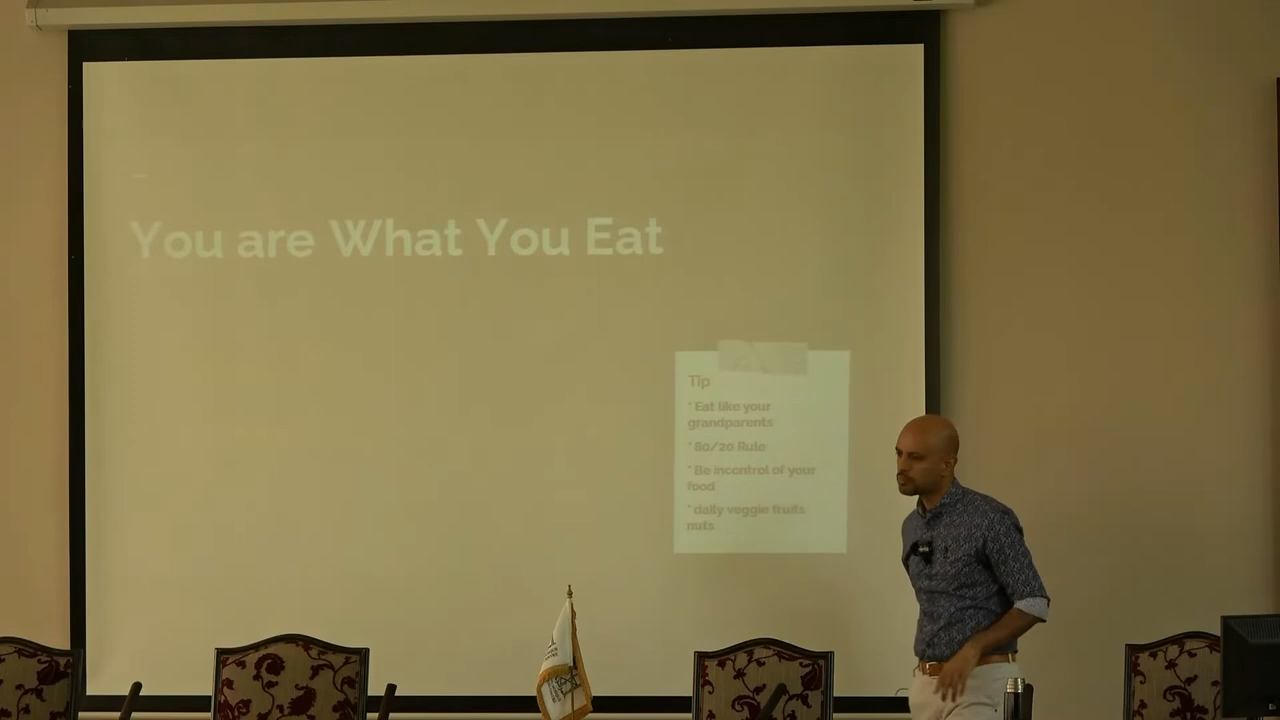 You are What You Eat
Tip
* Eat like your
grandparents
* 80/20 Rule
* Be incontrol of your
food
* daily veggie fruits
nuts